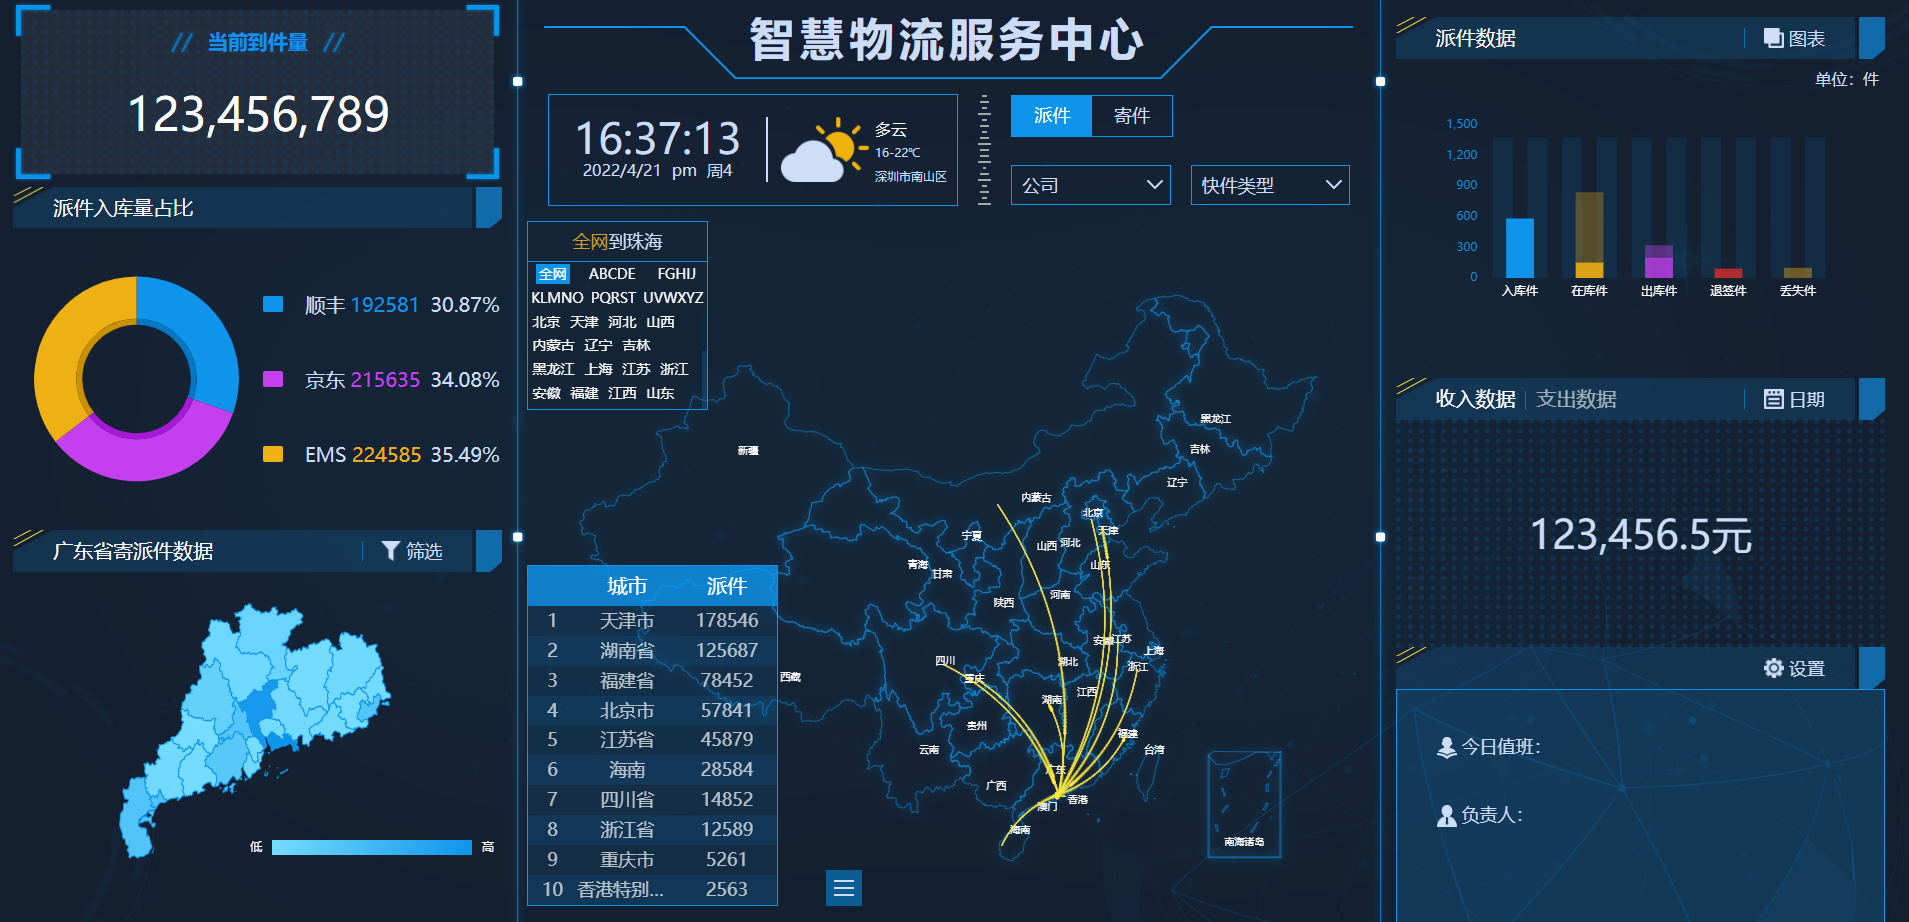 // 当前到件量 //
123,456,789
派件入库量占比
顺丰 192581 30.87%
京东 215635 34.08%
EMS 224585 35.49%
广东省寄派件数据
筛选
低 高
智慧物流服务中心
16:37:13
2022/4/21 pm 周4
多云
16-22℃
深圳市南山区
派件 寄件
公司 快件类型
全网到珠海
全网 ABCDE FGHIJ
KLMNO PQRST UVWXYZ
北京 天津 河北 山西
内蒙古 辽宁 吉林
黑龙江 上海 江苏 浙江
安徽 福建 江西 山东
黑龙江
吉林
新疆
辽宁
内蒙古
北京
天津
宁夏
山西
河北
青海
甘肃
山东
陕西
河南
安徽
江苏
上海
四川
湖北
浙江
西藏
重庆
江西
湖南
贵州
福建
云南
台湾
广东
广西
澳门
香港
海南
南海诸岛
城市 派件
1 天津市 178546
2 湖南省 125687
3 福建省 78452
4 北京市 57841
5 江苏省 45879
6 海南 28584
7 四川省 14852
8 浙江省 12589
9 重庆市 5261
10 香港特别... 2563
派件数据
图表
单位：件
1,500
1,200
900
600
300
0
入库件 在库件 出库件 退签件 丢失件
收入数据 支出数据
日期
123,456.5元
设置
今日值班：
负责人：